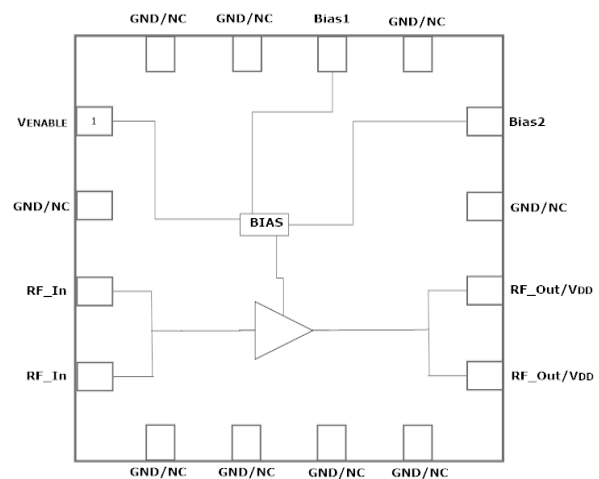 GND/NC GND/NC Bias1 GND/NC
VENABLE 1 Bias2
GND/NC GND/NC
BIAS
RF_In RF_Out/VDD
RF_In RF_Out/VDD
GND/NC GND/NC GND/NC GND/NC